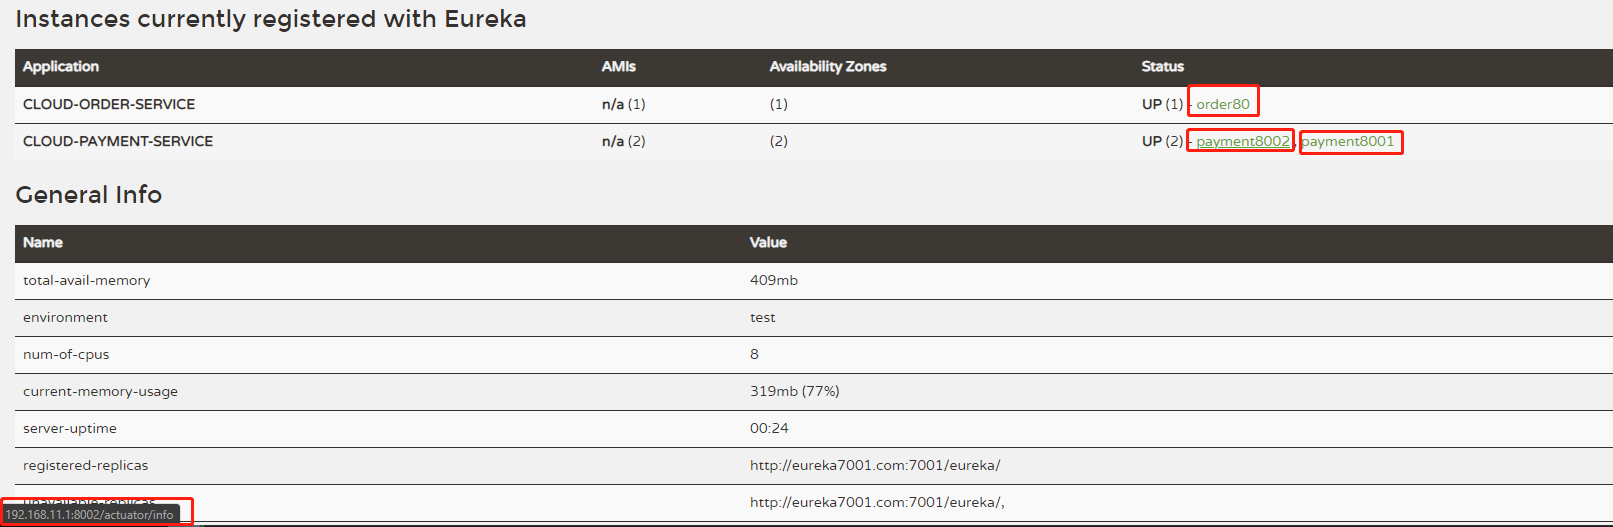 Instances currently registered with Eureka
Application AMIs Availability Zones Status
CLOUD-ORDER-SERVICE n/a (1) (1) UP (1) - order80
CLOUD-PAYMENT-SERVICE n/a (2) (2) UP (2) - payment8002 , payment8001
General Info
Name Value
total-avail-memory 409mb
environment test
num-of-cpus 8
current-memory-usage 319mb (77%)
server-uptime 00:24
registered-replicas http://eureka7001.com:7001/eureka/
unavailable-replicas http://eureka7001.com:7001/eureka/,
192.168.11.1:8002/actuator/info